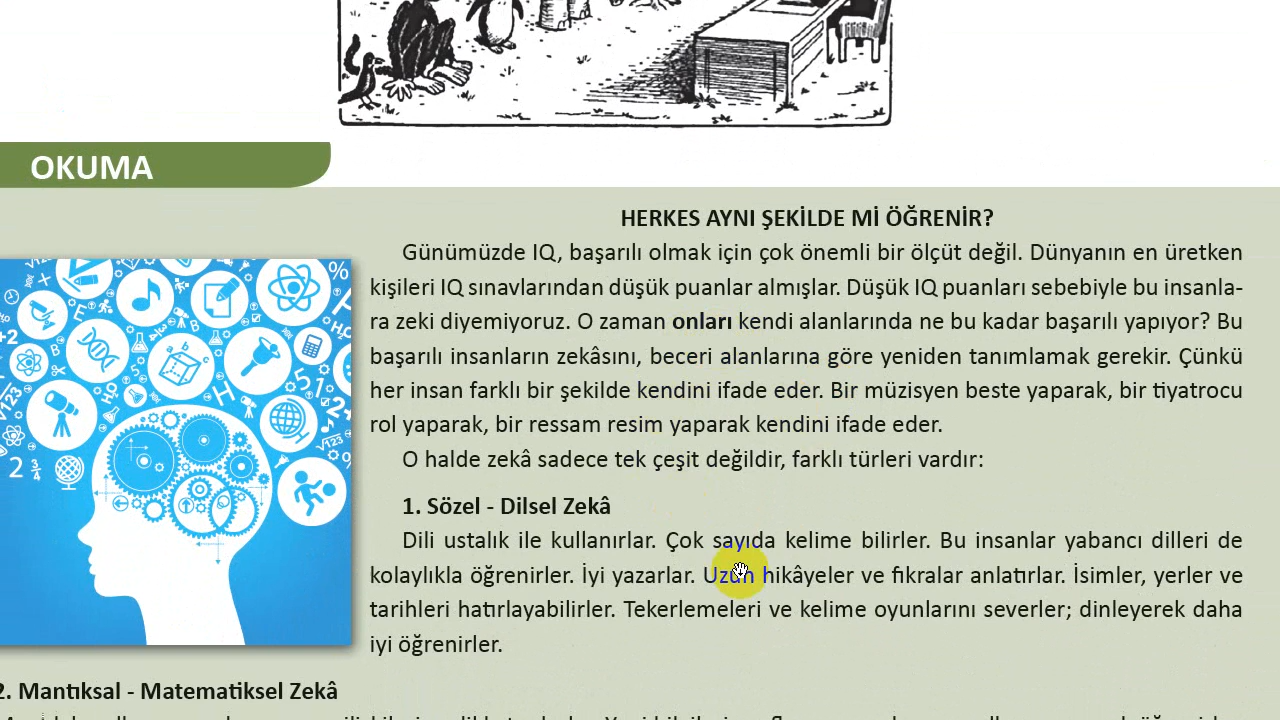 OKUMA
HERKES AYNI ŞEKİLDE Mİ ÖĞRENİR?
Günümüzde IQ, başarılı olmak için çok önemli bir ölçüt değil. Dünyanın en üretken
kişileri IQ sınavlarından düşük puanlar almışlar. Düşük IQ puanları sebebiyle bu insanla-
ra zeki diyemiyoruz. O zaman onları kendi alanlarında ne bu kadar başarılı yapıyor? Bu
başarılı insanların zekâsını, beceri alanlarına göre yeniden tanımlamak gerekir. Çünkü
her insan farklı bir şekilde kendini ifade eder. Bir müzisyen beste yaparak, bir tiyatrocu
rol yaparak, bir ressam resim yaparak kendini ifade eder.
O halde zekâ sadece tek çeşit değildir, farklı türleri vardır:
1. Sözel - Dilsel Zekâ
Dili ustalık ile kullanırlar. Çok sayıda kelime bilirler. Bu insanlar yabancı dilleri de
kolaylıkla öğrenirler. İyi yazarlar. Uzun hikâyeler ve fıkralar anlatırlar. İsimler, yerler ve
tarihleri hatırlayabilirler. Tekerlemeleri ve kelime oyunlarını severler; dinleyerek daha
iyi öğrenirler.
2. Mantıksal - Matematiksel Zekâ